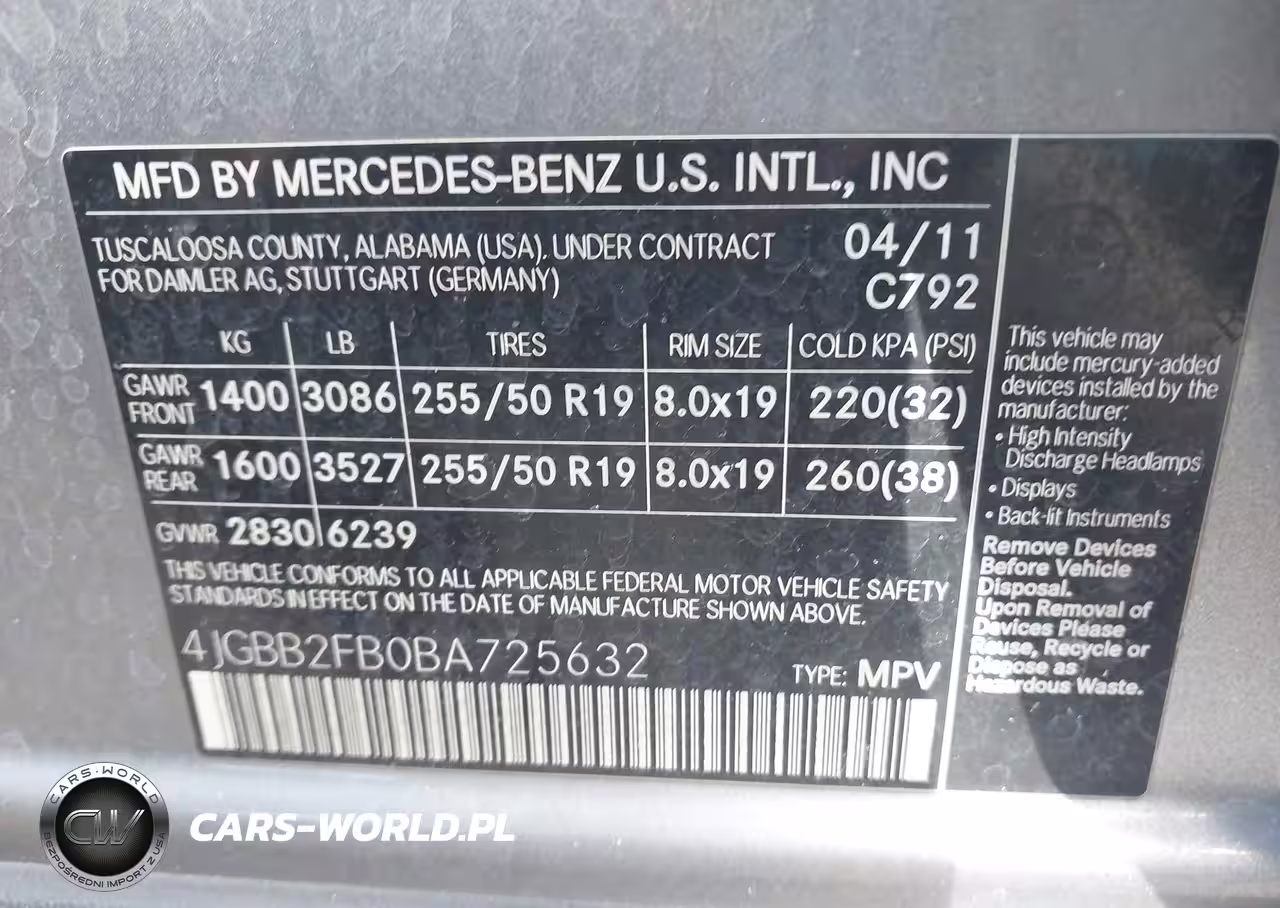 MFD BY MERCEDES-BENZ U.S. INTL., INC
TUSCALOOSA COUNTY, ALABAMA (USA). UNDER CONTRACT
FOR DAIMLER AG, STUTTGART (GERMANY)
04/11
C792
KG LB TIRES RIM SIZE COLD KPA (PSI)
GAWR FRONT 1400 3086 255/50 R19 8.0x19 220(32)
GAWR REAR 1600 3527 255/50 R19 8.0x19 260(38)
GVWR 2830 6239
THIS VEHICLE CONFORMS TO ALL APPLICABLE FEDERAL MOTOR VEHICLE SAFETY
STANDARDS IN EFFECT ON THE DATE OF MANUFACTURE SHOWN ABOVE.
4JGBB2FB0BA725632
TYPE: MPV
This vehicle may
include mercury-added
devices installed by the
manufacturer:
• High Intensity
Discharge Headlamps
• Displays
• Back-lit Instruments
Remove Devices
Before Vehicle
Disposal.
Upon Removal of
Devices Please
Reuse, Recycle or
Dispose as
Hazardous Waste.
CARS-WORLD
CW
BEZPOŚREDNI IMPORT Z USA
CARS-WORLD.PL